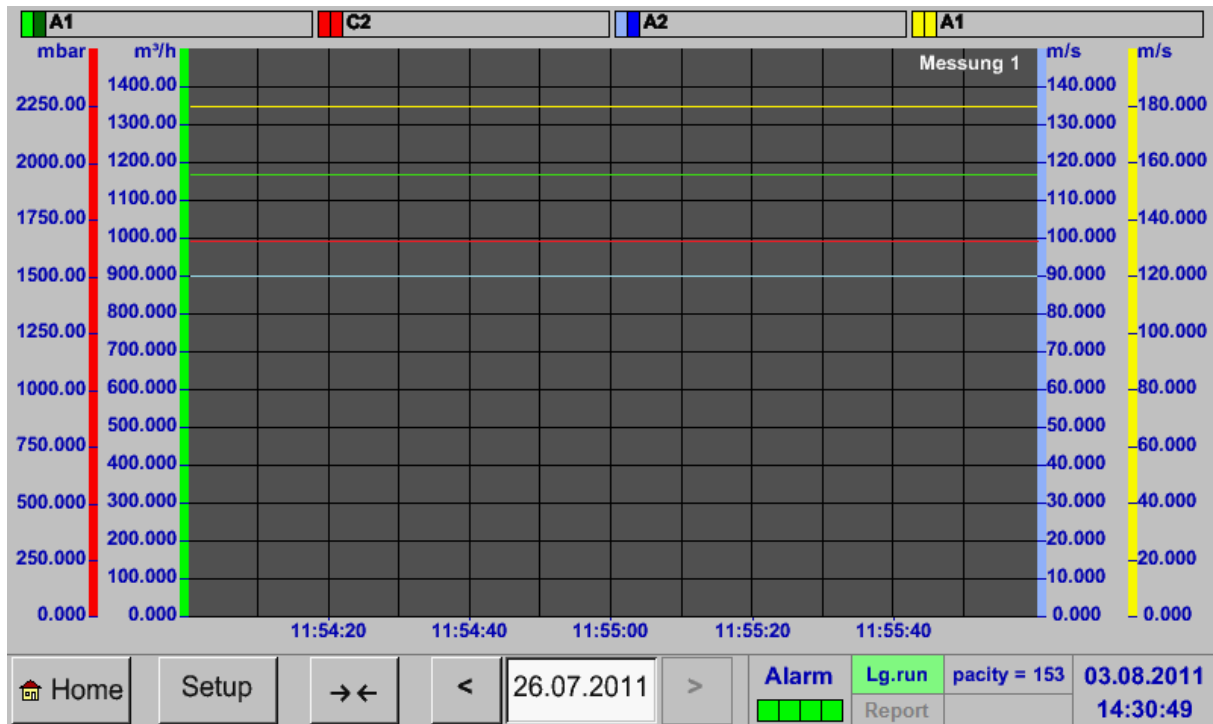 A1 C2 A2 A1
mbar m³/h Messung 1 m/s m/s
1400.00 140.000
2250.00 180.000
1300.00 130.000
2000.00 1200.00 120.000 160.000
1100.00 110.000
1750.00 140.000
1000.00 100.000
1500.00 900.000 90.000 120.000
800.000 80.000
1250.00 100.000
700.000 70.000
1000.00 600.000 60.000 80.000
500.000 50.000
750.000 60.000
400.000 40.000
500.000 300.000 30.000 40.000
200.000 20.000
250.000 20.000
100.000 10.000
0.000 0.000 0.000 0.000
11:54:20 11:54:40 11:55:00 11:55:20 11:55:40
Home Setup →← < 26.07.2011 > Alarm Lg.run pacity = 153 03.08.2011
Report 14:30:49